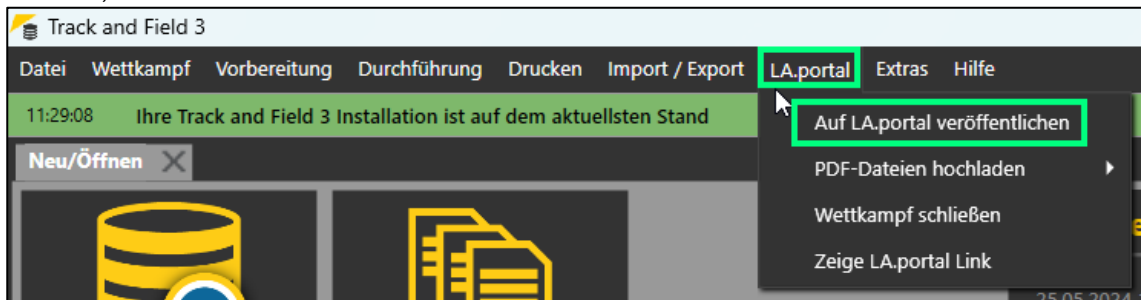 Track and Field 3
Datei Wettkampf Vorbereitung Durchführung Drucken Import / Export LA.portal Extras Hilfe
11:29:08 Ihre Track and Field 3 Installation ist auf dem aktuellsten Stand
Auf LA.portal veröffentlichen
Neu/Öffnen
PDF-Dateien hochladen
Wettkampf schließen
Zeige LA.portal Link